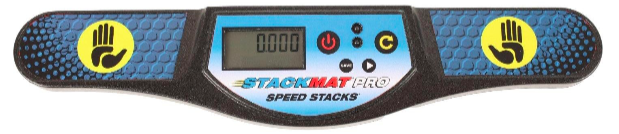 0.000
C
SAVE
STACKMAT PRO
SPEED STACKS